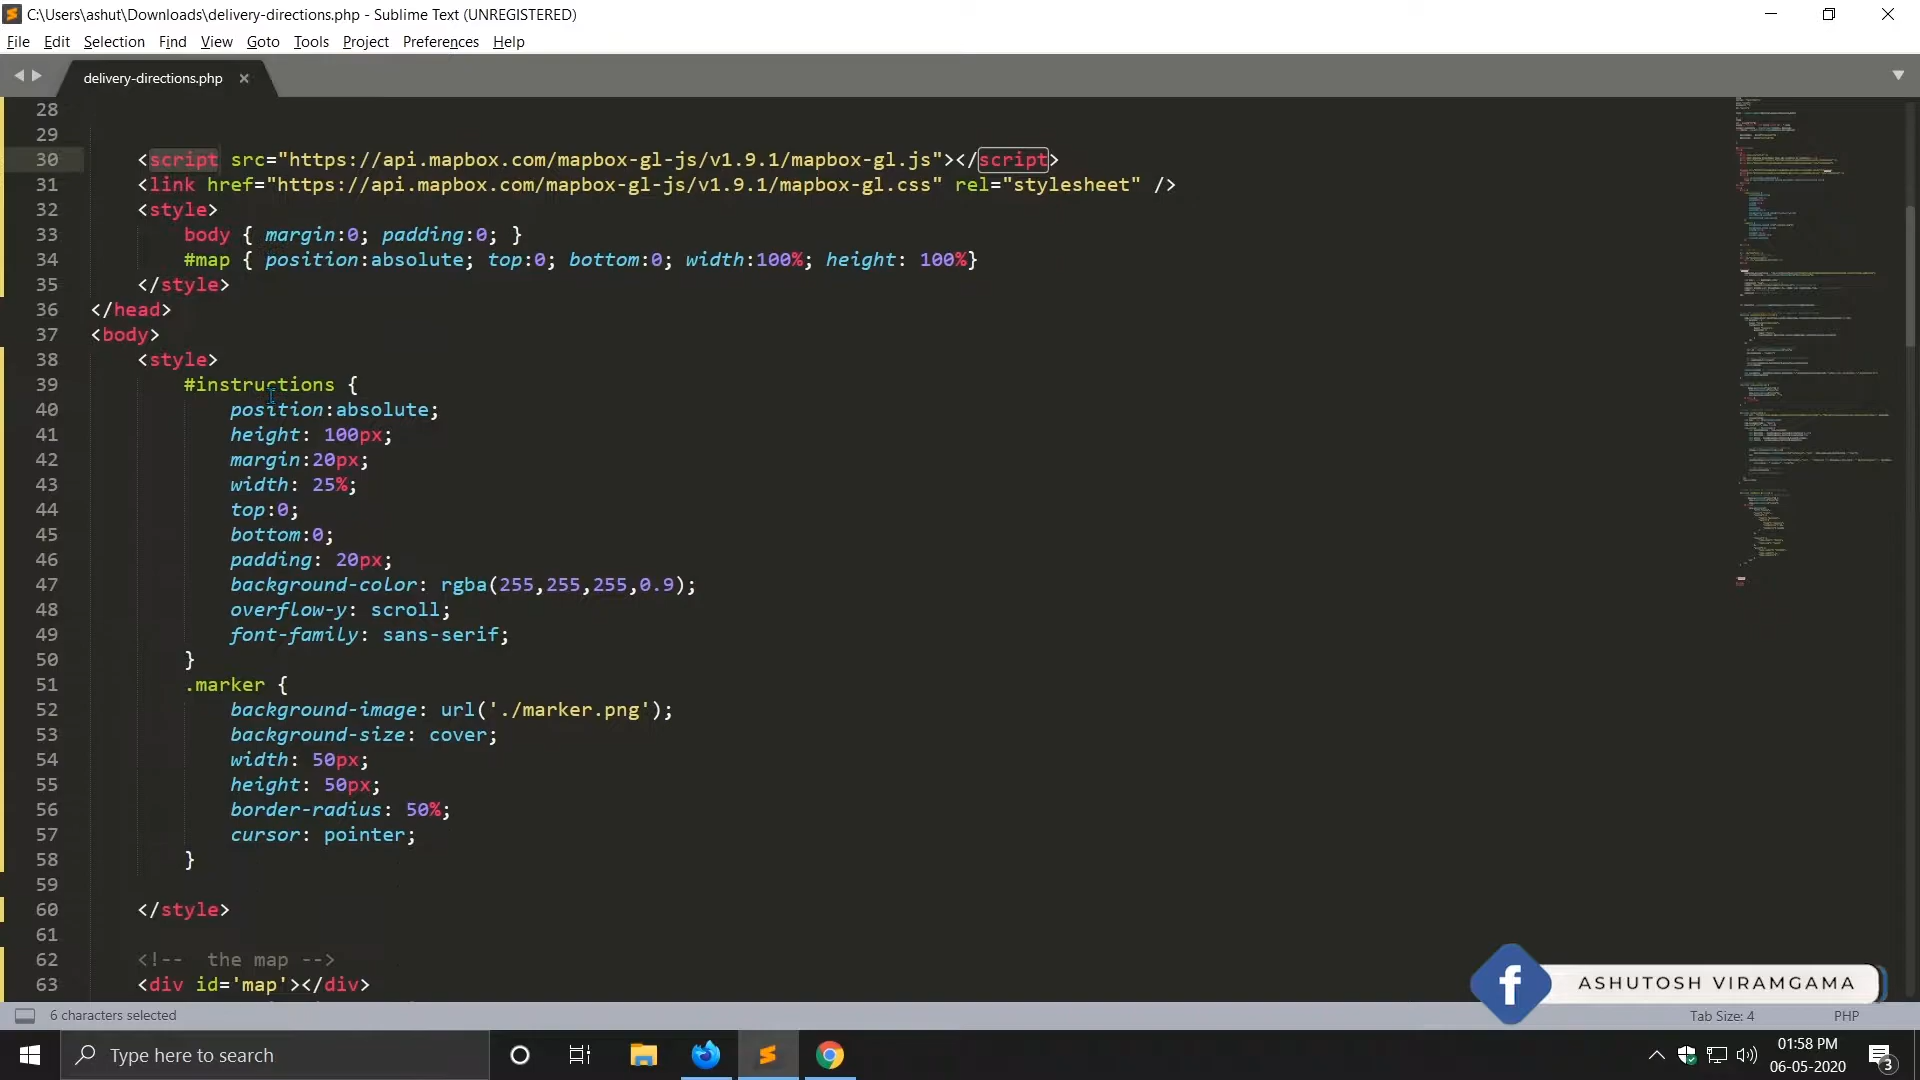 C:\Users\ashut\Downloads\delivery-directions.php - Sublime Text (UNREGISTERED)
File Edit Selection Find View Goto Tools Project Preferences Help
delivery-directions.php ×
28
29
30 <script src="https://api.mapbox.com/mapbox-gl-js/v1.9.1/mapbox-gl.js"></script>
31 <link href="https://api.mapbox.com/mapbox-gl-js/v1.9.1/mapbox-gl.css" rel="stylesheet" />
32 <style>
33 body { margin:0; padding:0; }
34 #map { position:absolute; top:0; bottom:0; width:100%; height: 100%}
35 </style>
36 </head>
37 <body>
38 <style>
39 #instructions {
40 position:absolute;
41 height: 100px;
42 margin:20px;
43 width: 25%;
44 top:0;
45 bottom:0;
46 padding: 20px;
47 background-color: rgba(255,255,255,0.9);
48 overflow-y: scroll;
49 font-family: sans-serif;
50 }
51 .marker {
52 background-image: url('./marker.png');
53 background-size: cover;
54 width: 50px;
55 height: 50px;
56 border-radius: 50%;
57 cursor: pointer;
58 }
59
60 </style>
61
62 <!-- the map -->
63 <div id='map'></div>
f ASHUTOSH VIRAMGAMA
6 characters selected Tab Size: 4 PHP
Type here to search
01:58 PM
06-05-2020
3